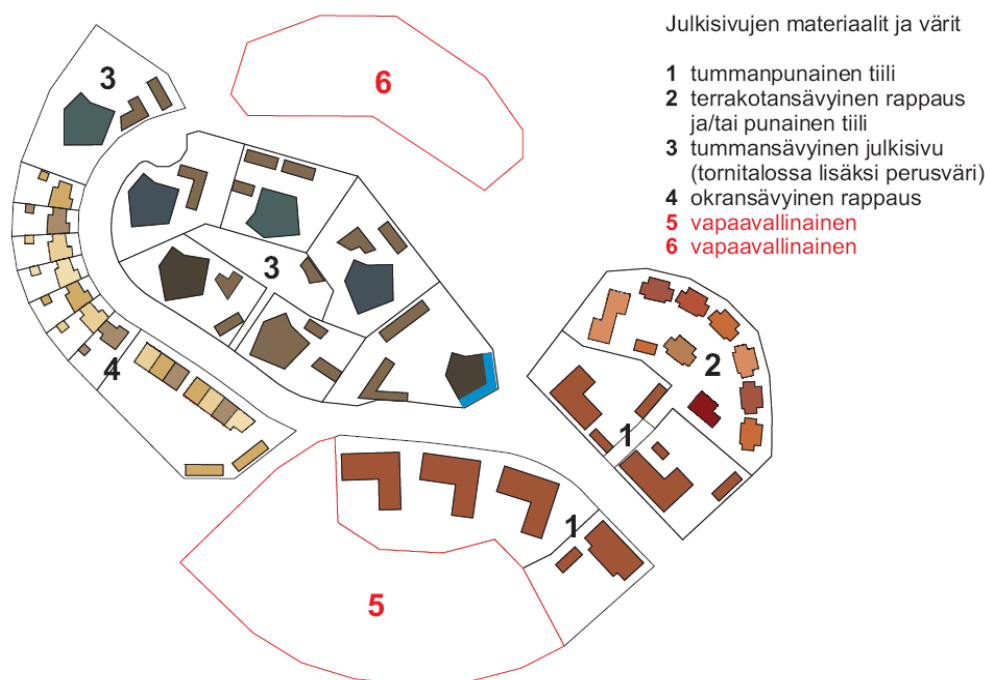 Julkisivujen materiaalit ja värit
1 tummanpunainen tiili
2 terrakotansävyinen rappaus
ja/tai punainen tiili
3 tummansävyinen julkisivu
(tornitalossa lisäksi perusväri)
4 okransävyinen rappaus
5 vapaavallinainen
6 vapaavallinainen
3
6
3
4
2
1
1
5